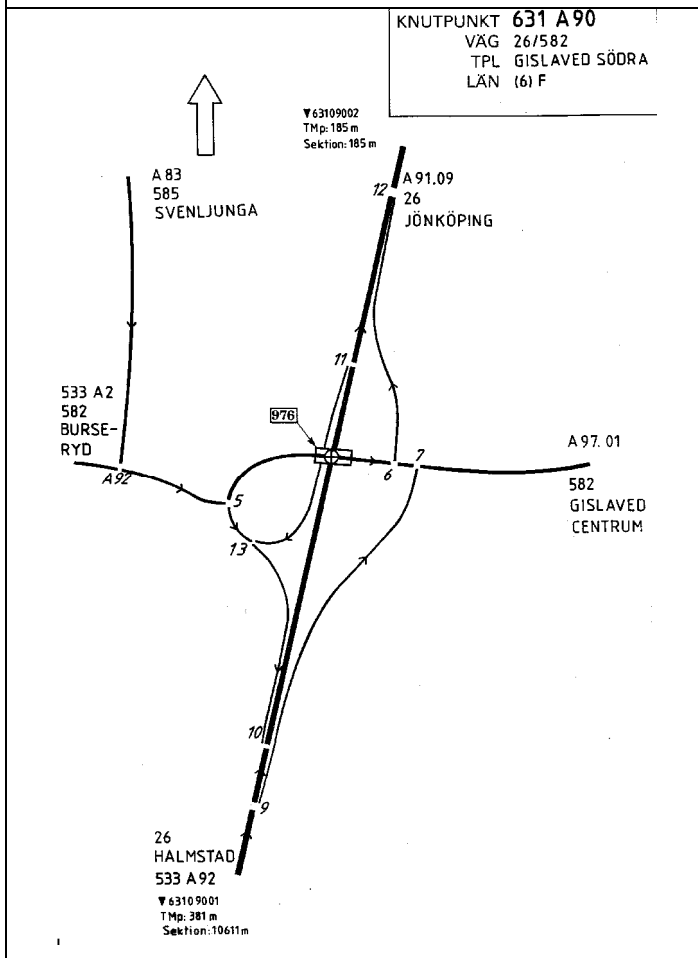 KNUTPUNKT 631 A90
VÄG 26/582
TPL GISLAVED SÖDRA
LÄN (6) F
▼63109002
TMp: 185 m
Sektion: 185 m
A 83
585
SVENLJUNGA
12
A 91.09
26
JÖNKÖPING
11
533 A2
582
BURSE-
RYD
976
A 97.01
A92
5
6
7
582
GISLAVED
CENTRUM
13
10
9
26
HALMSTAD
533 A92
▼63109001
TMp: 381 m
Sektion: 10611m